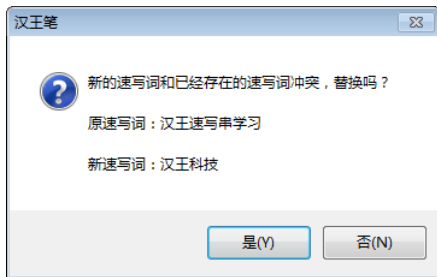 汉王笔
新的速写词和已经存在的速写词冲突，替换吗？
原速写词：汉王速写串学习
新速写词：汉王科技
是(Y) 否(N)